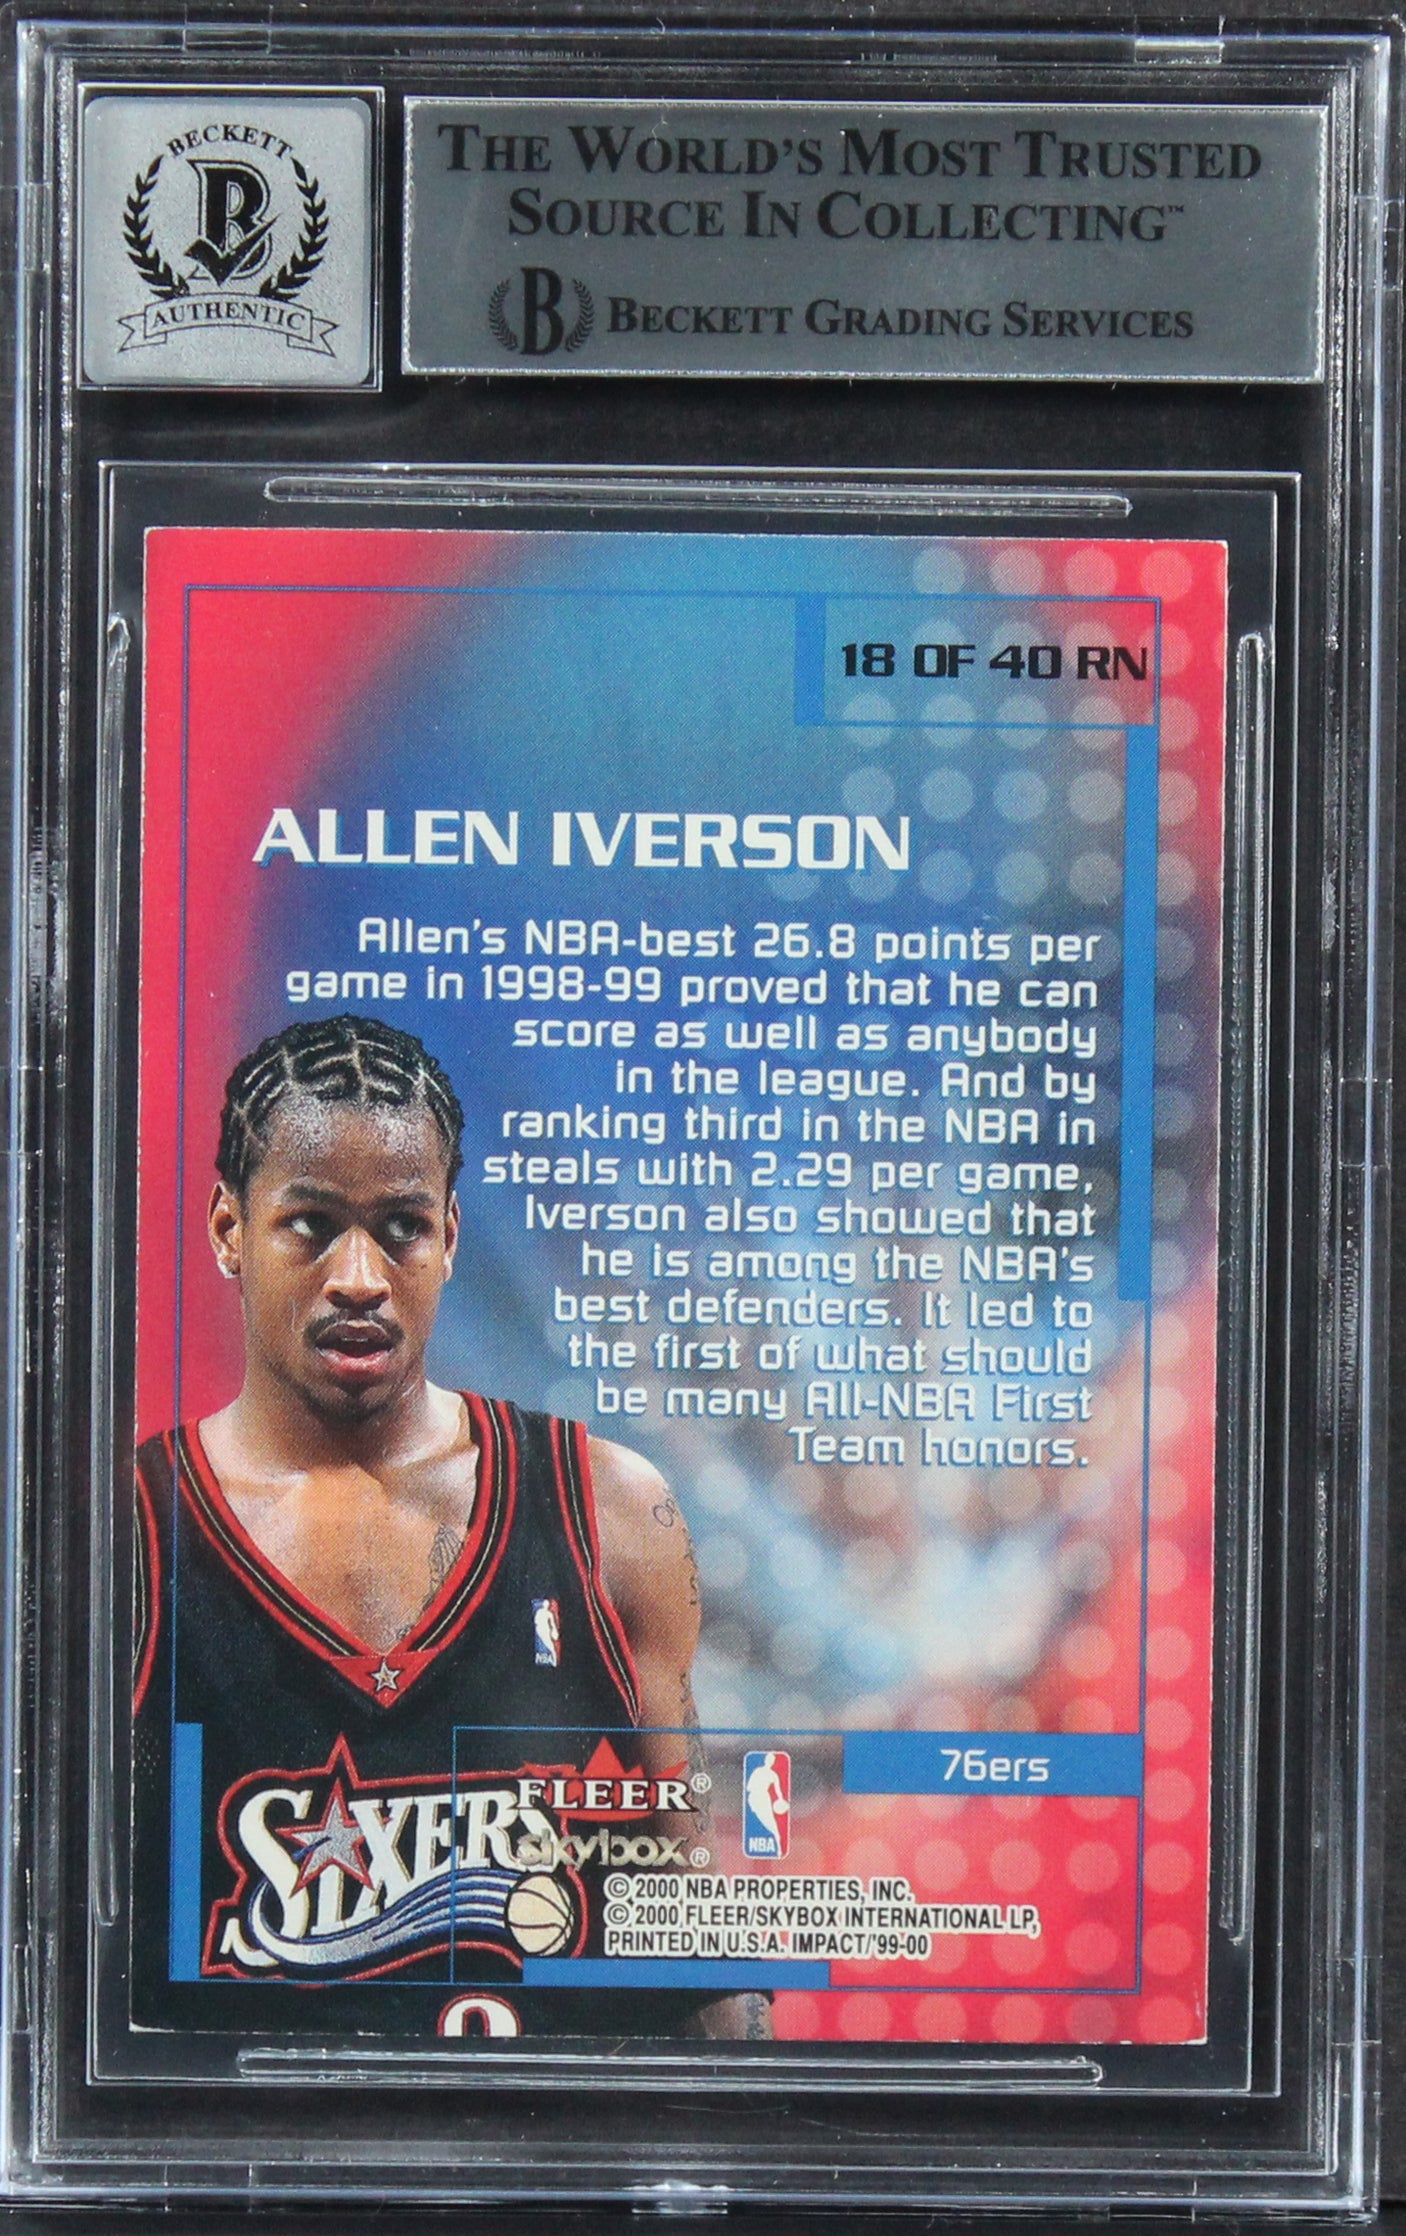 BECKETT
B
AUTHENTIC
THE WORLD'S MOST TRUSTED
SOURCE IN COLLECTING™
B BECKETT GRADING SERVICES
18 OF 40 RN
ALLEN IVERSON
Allen's NBA-best 26.8 points per
game in 1998-99 proved that he can
score as well as anybody
in the league. And by
ranking third in the NBA in
steals with 2.29 per game,
Iverson also showed that
he is among the NBA's
best defenders. It led to
the first of what should
be many All-NBA First
Team honors.
NBA
76ers
SIXERS
FLEER®
skybox®
NBA
© 2000 NBA PROPERTIES, INC.
© 2000 FLEER/SKYBOX INTERNATIONAL LP,
PRINTED IN U.S.A. IMPACT/'99-00